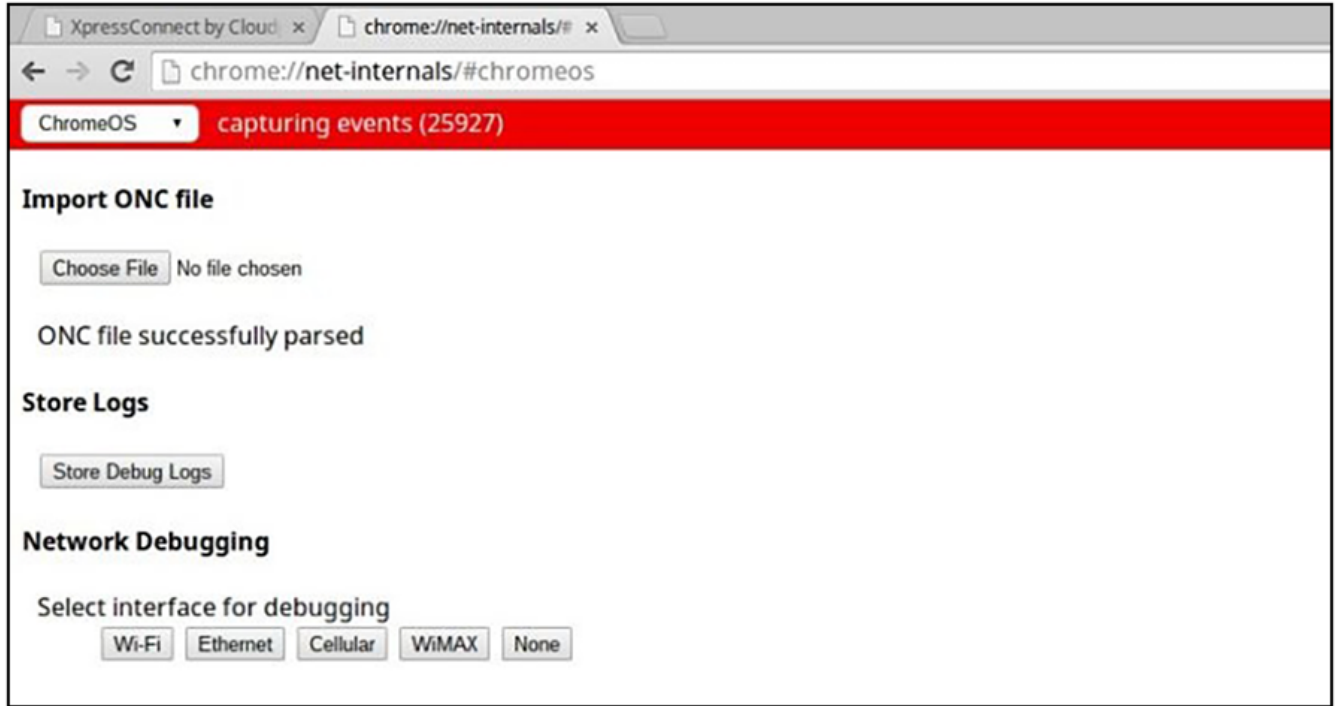 XpressConnect by Cloud
chrome://net-internals/#
chrome://net-internals/#chromeos
ChromeOS capturing events (25927)
Import ONC file
Choose File No file chosen
ONC file successfully parsed
Store Logs
Store Debug Logs
Network Debugging
Select interface for debugging
Wi-Fi Ethernet Cellular WiMAX None